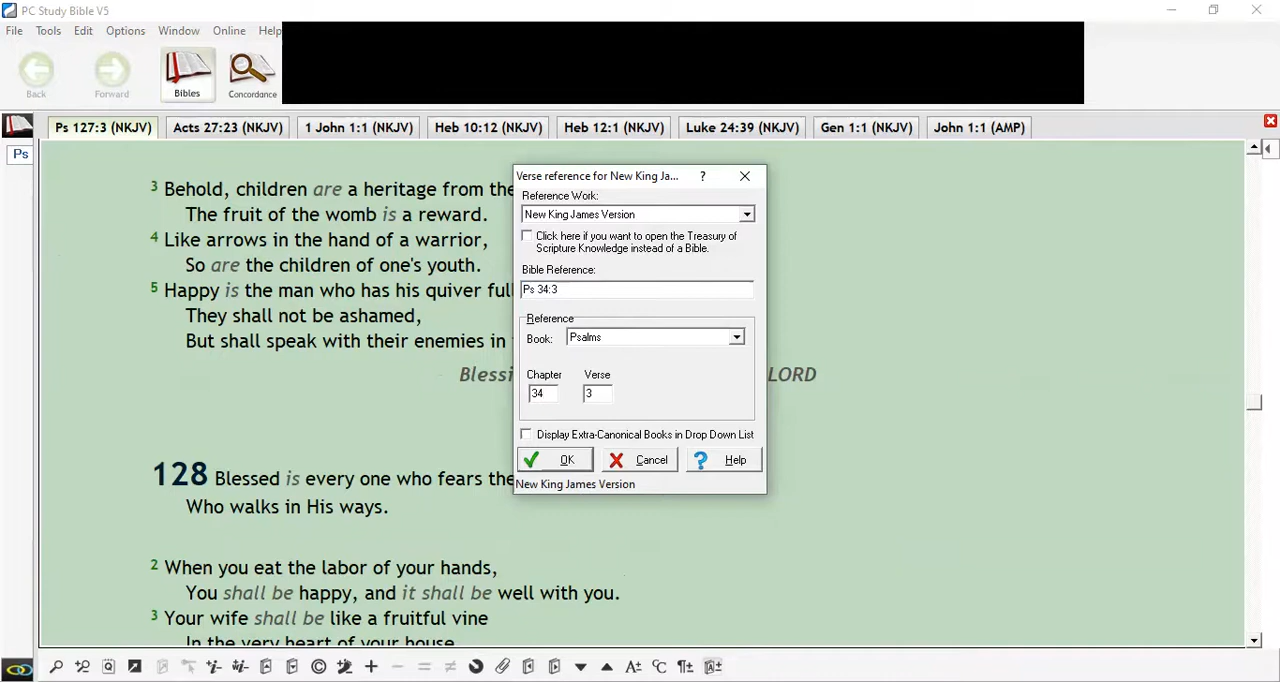 PC Study Bible V5
File Tools Edit Options Window Online Help
Back Forward Bibles Concordance
Ps 127:3 (NKJV) Acts 27:23 (NKJV) 1 John 1:1 (NKJV) Heb 10:12 (NKJV) Heb 12:1 (NKJV) Luke 24:39 (NKJV) Gen 1:1 (NKJV) John 1:1 (AMP)
Ps
3 Behold, children are a heritage from the
The fruit of the womb is a reward.
4 Like arrows in the hand of a warrior,
So are the children of one's youth.
5 Happy is the man who has his quiver full
They shall not be ashamed,
But shall speak with their enemies in
LORD
128 Blessed is every one who fears the
Who walks in His ways.
2 When you eat the labor of your hands,
You shall be happy, and it shall be well with you.
3 Your wife shall be like a fruitful vine
In the very heart of your house
Verse reference for New King Ja...
Reference Work:
New King James Version
Click here if you want to open the Treasury of
Scripture Knowledge instead of a Bible.
Bible Reference:
Ps 34:3
Reference
Book: Psalms
Chapter Verse
34 3
Display Extra-Canonical Books in Drop Down List
OK Cancel Help
New King James Version